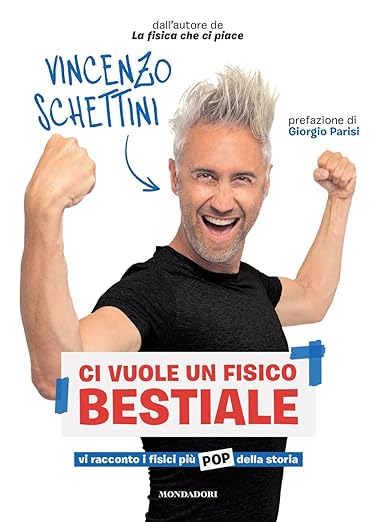 dall'autore de
La fisica che ci piace
VINCENZO
SCHETTINI
prefazione di
Giorgio Parisi
CI VUOLE UN FISICO
BESTIALE
vi racconto i fisici più POP della storia
MONDADORI